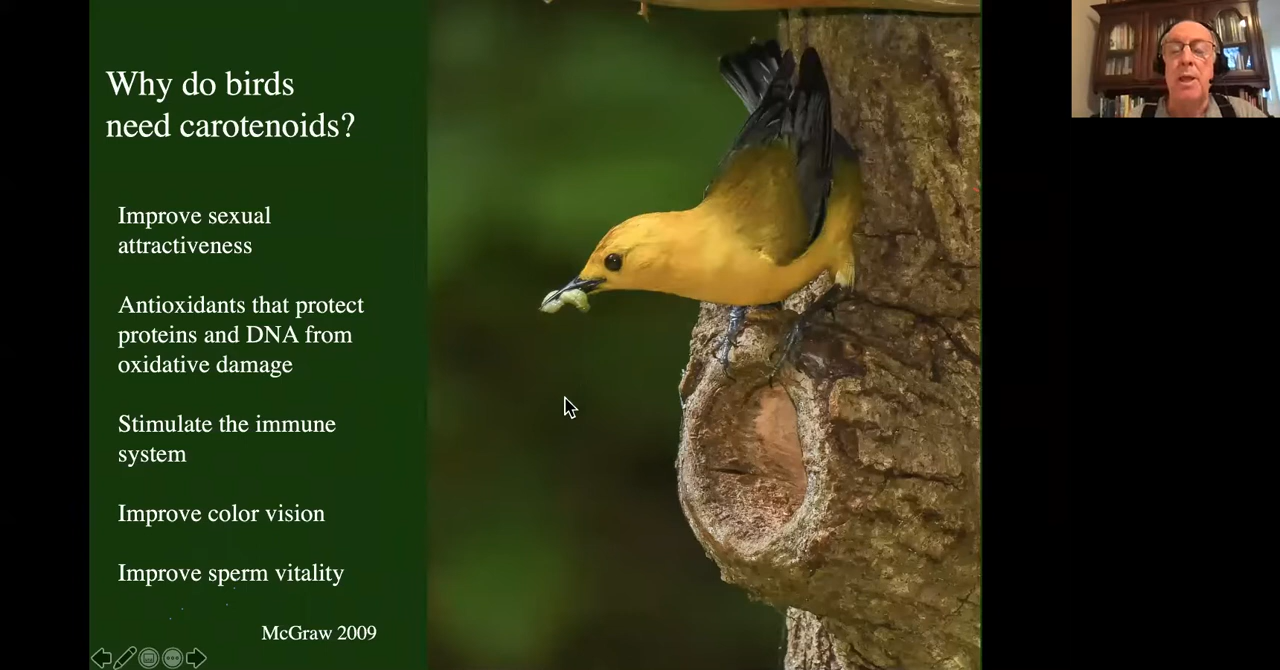 Why do birds
need carotenoids?
Improve sexual
attractiveness
Antioxidants that protect
proteins and DNA from
oxidative damage
Stimulate the immune
system
Improve color vision
Improve sperm vitality
McGraw 2009